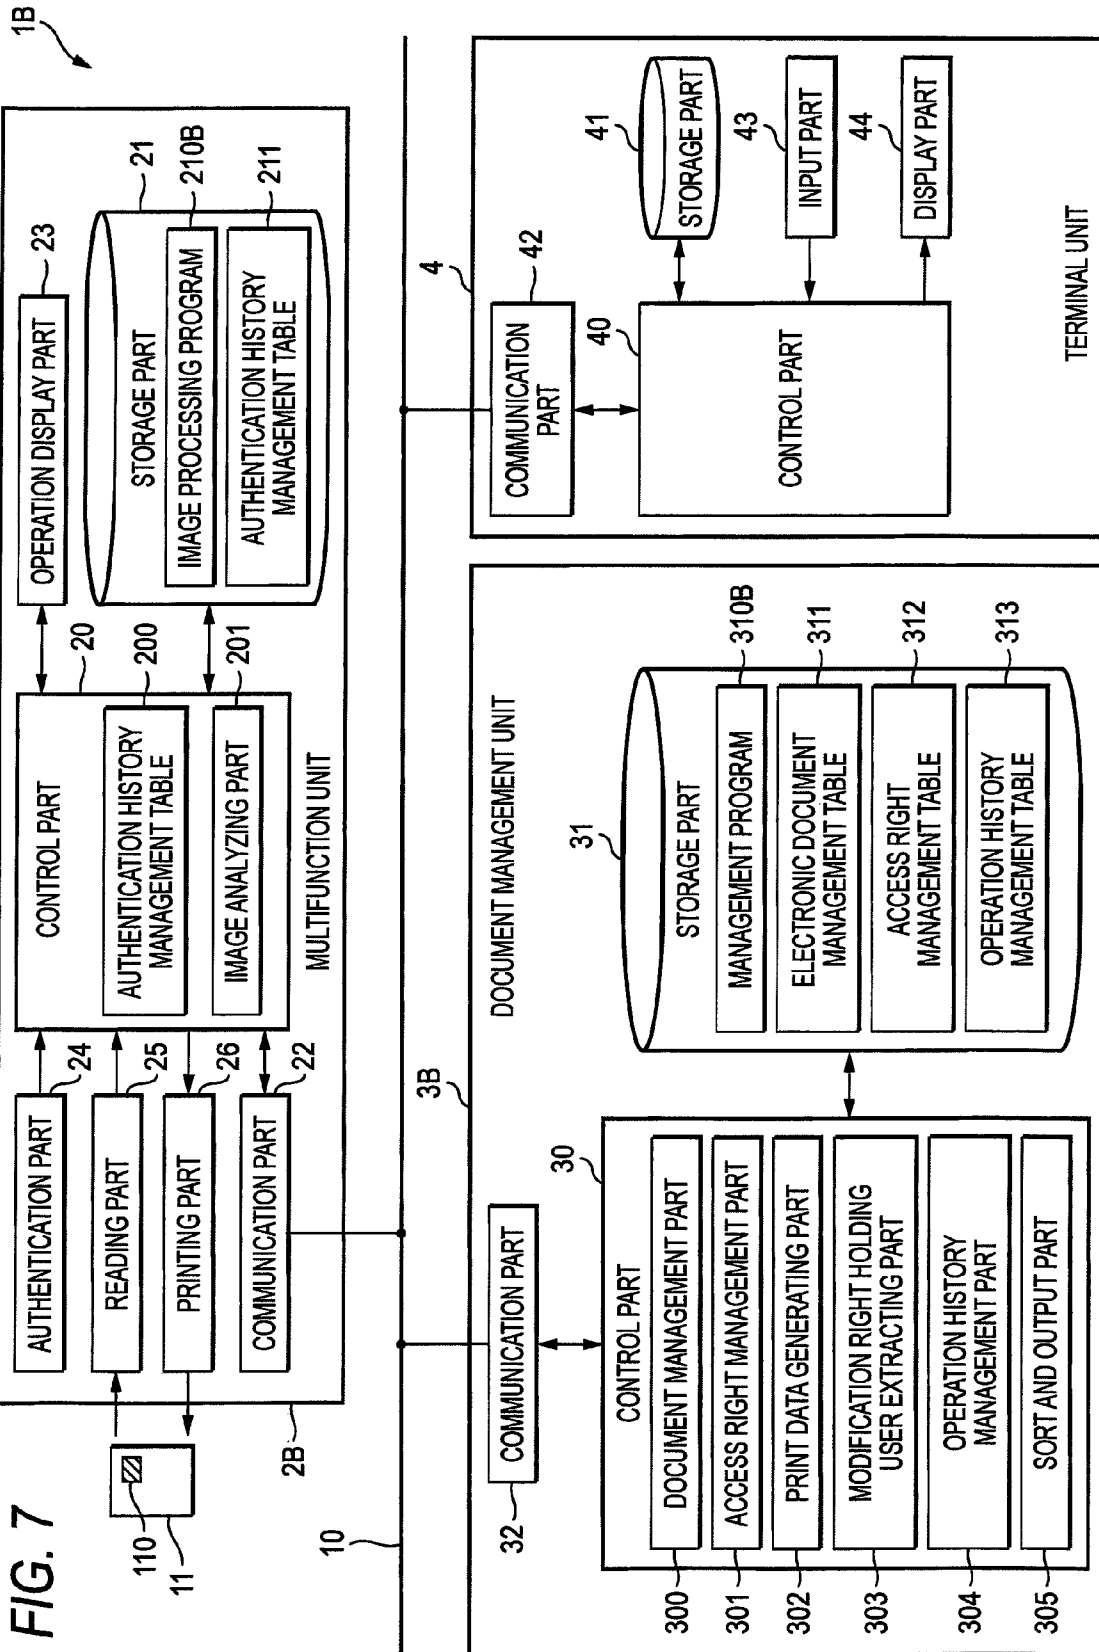 FIG. 7
1B
110
11
2B
AUTHENTICATION PART
24
READING PART
25
PRINTING PART
26
COMMUNICATION PART
22
CONTROL PART
20
AUTHENTICATION HISTORY
MANAGEMENT TABLE
200
IMAGE ANALYZING PART
201
MULTIFUNCTION UNIT
OPERATION DISPLAY PART
23
STORAGE PART
21
IMAGE PROCESSING PROGRAM
210B
AUTHENTICATION HISTORY
MANAGEMENT TABLE
211
10
3B
DOCUMENT MANAGEMENT UNIT
32
COMMUNICATION PART
30
CONTROL PART
300
DOCUMENT MANAGEMENT PART
301
ACCESS RIGHT MANAGEMENT PART
302
PRINT DATA GENERATING PART
303
MODIFICATION RIGHT HOLDING
USER EXTRACTING PART
304
OPERATION HISTORY
MANAGEMENT PART
305
SORT AND OUTPUT PART
31
STORAGE PART
MANAGEMENT PROGRAM
310B
ELECTRONIC DOCUMENT
MANAGEMENT TABLE
311
ACCESS RIGHT
MANAGEMENT TABLE
312
OPERATION HISTORY
MANAGEMENT TABLE
313
4
COMMUNICATION
PART
42
40
CONTROL PART
41
STORAGE PART
43
INPUT PART
44
DISPLAY PART
TERMINAL UNIT